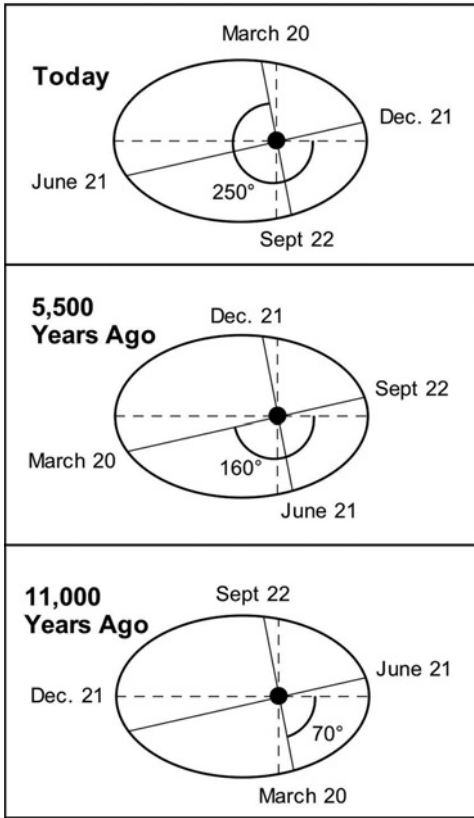 March 20
Today
Dec. 21
June 21
250°
Sept 22
5,500
Years Ago
Dec. 21
Sept 22
March 20
160°
June 21
11,000
Years Ago
Sept 22
June 21
Dec. 21
70°
March 20